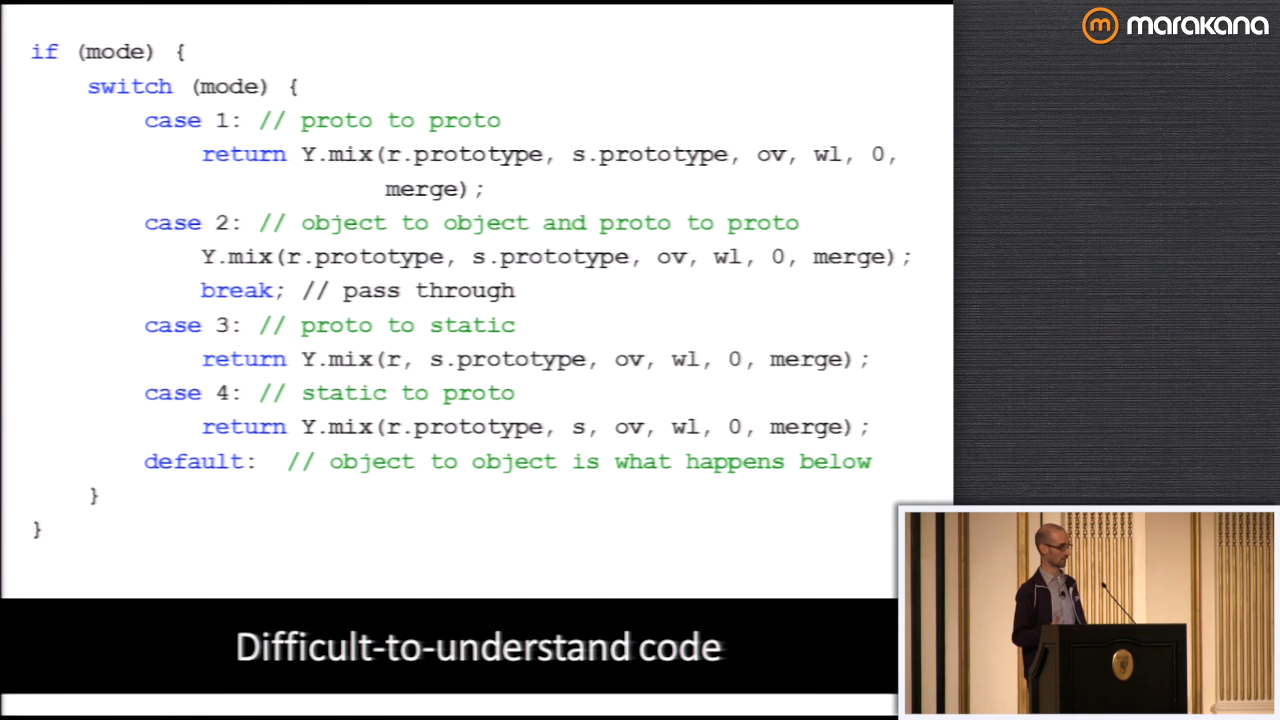 if (mode) {
switch (mode) {
case 1: // proto to proto
return Y.mix(r.prototype, s.prototype, ov, wl, 0,
merge);
case 2: // object to object and proto to proto
Y.mix(r.prototype, s.prototype, ov, wl, 0, merge);
break; // pass through
case 3: // proto to static
return Y.mix(r, s.prototype, ov, wl, 0, merge);
case 4: // static to proto
return Y.mix(r.prototype, s, ov, wl, 0, merge);
default: // object to object is what happens below
}
}
Difficult-to-understand code
m marakana